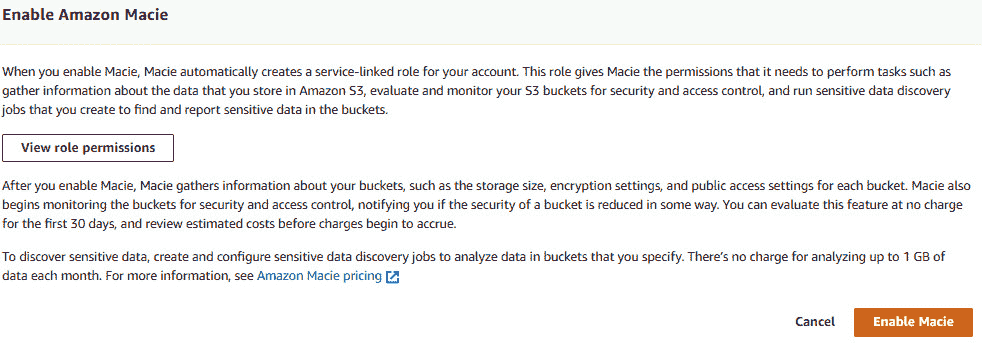 Enable Amazon Macie
When you enable Macie, Macie automatically creates a service-linked role for your account. This role gives Macie the permissions that it needs to perform tasks such as
gather information about the data that you store in Amazon S3, evaluate and monitor your S3 buckets for security and access control, and run sensitive data discovery
jobs that you create to find and report sensitive data in the buckets.
View role permissions
After you enable Macie, Macie gathers information about your buckets, such as the storage size, encryption settings, and public access settings for each bucket. Macie also
begins monitoring the buckets for security and access control, notifying you if the security of a bucket is reduced in some way. You can evaluate this feature at no charge
for the first 30 days, and review estimated costs before charges begin to accrue.
To discover sensitive data, create and configure sensitive data discovery jobs to analyze data in buckets that you specify. There's no charge for analyzing up to 1 GB of
data each month. For more information, see Amazon Macie pricing
Cancel Enable Macie